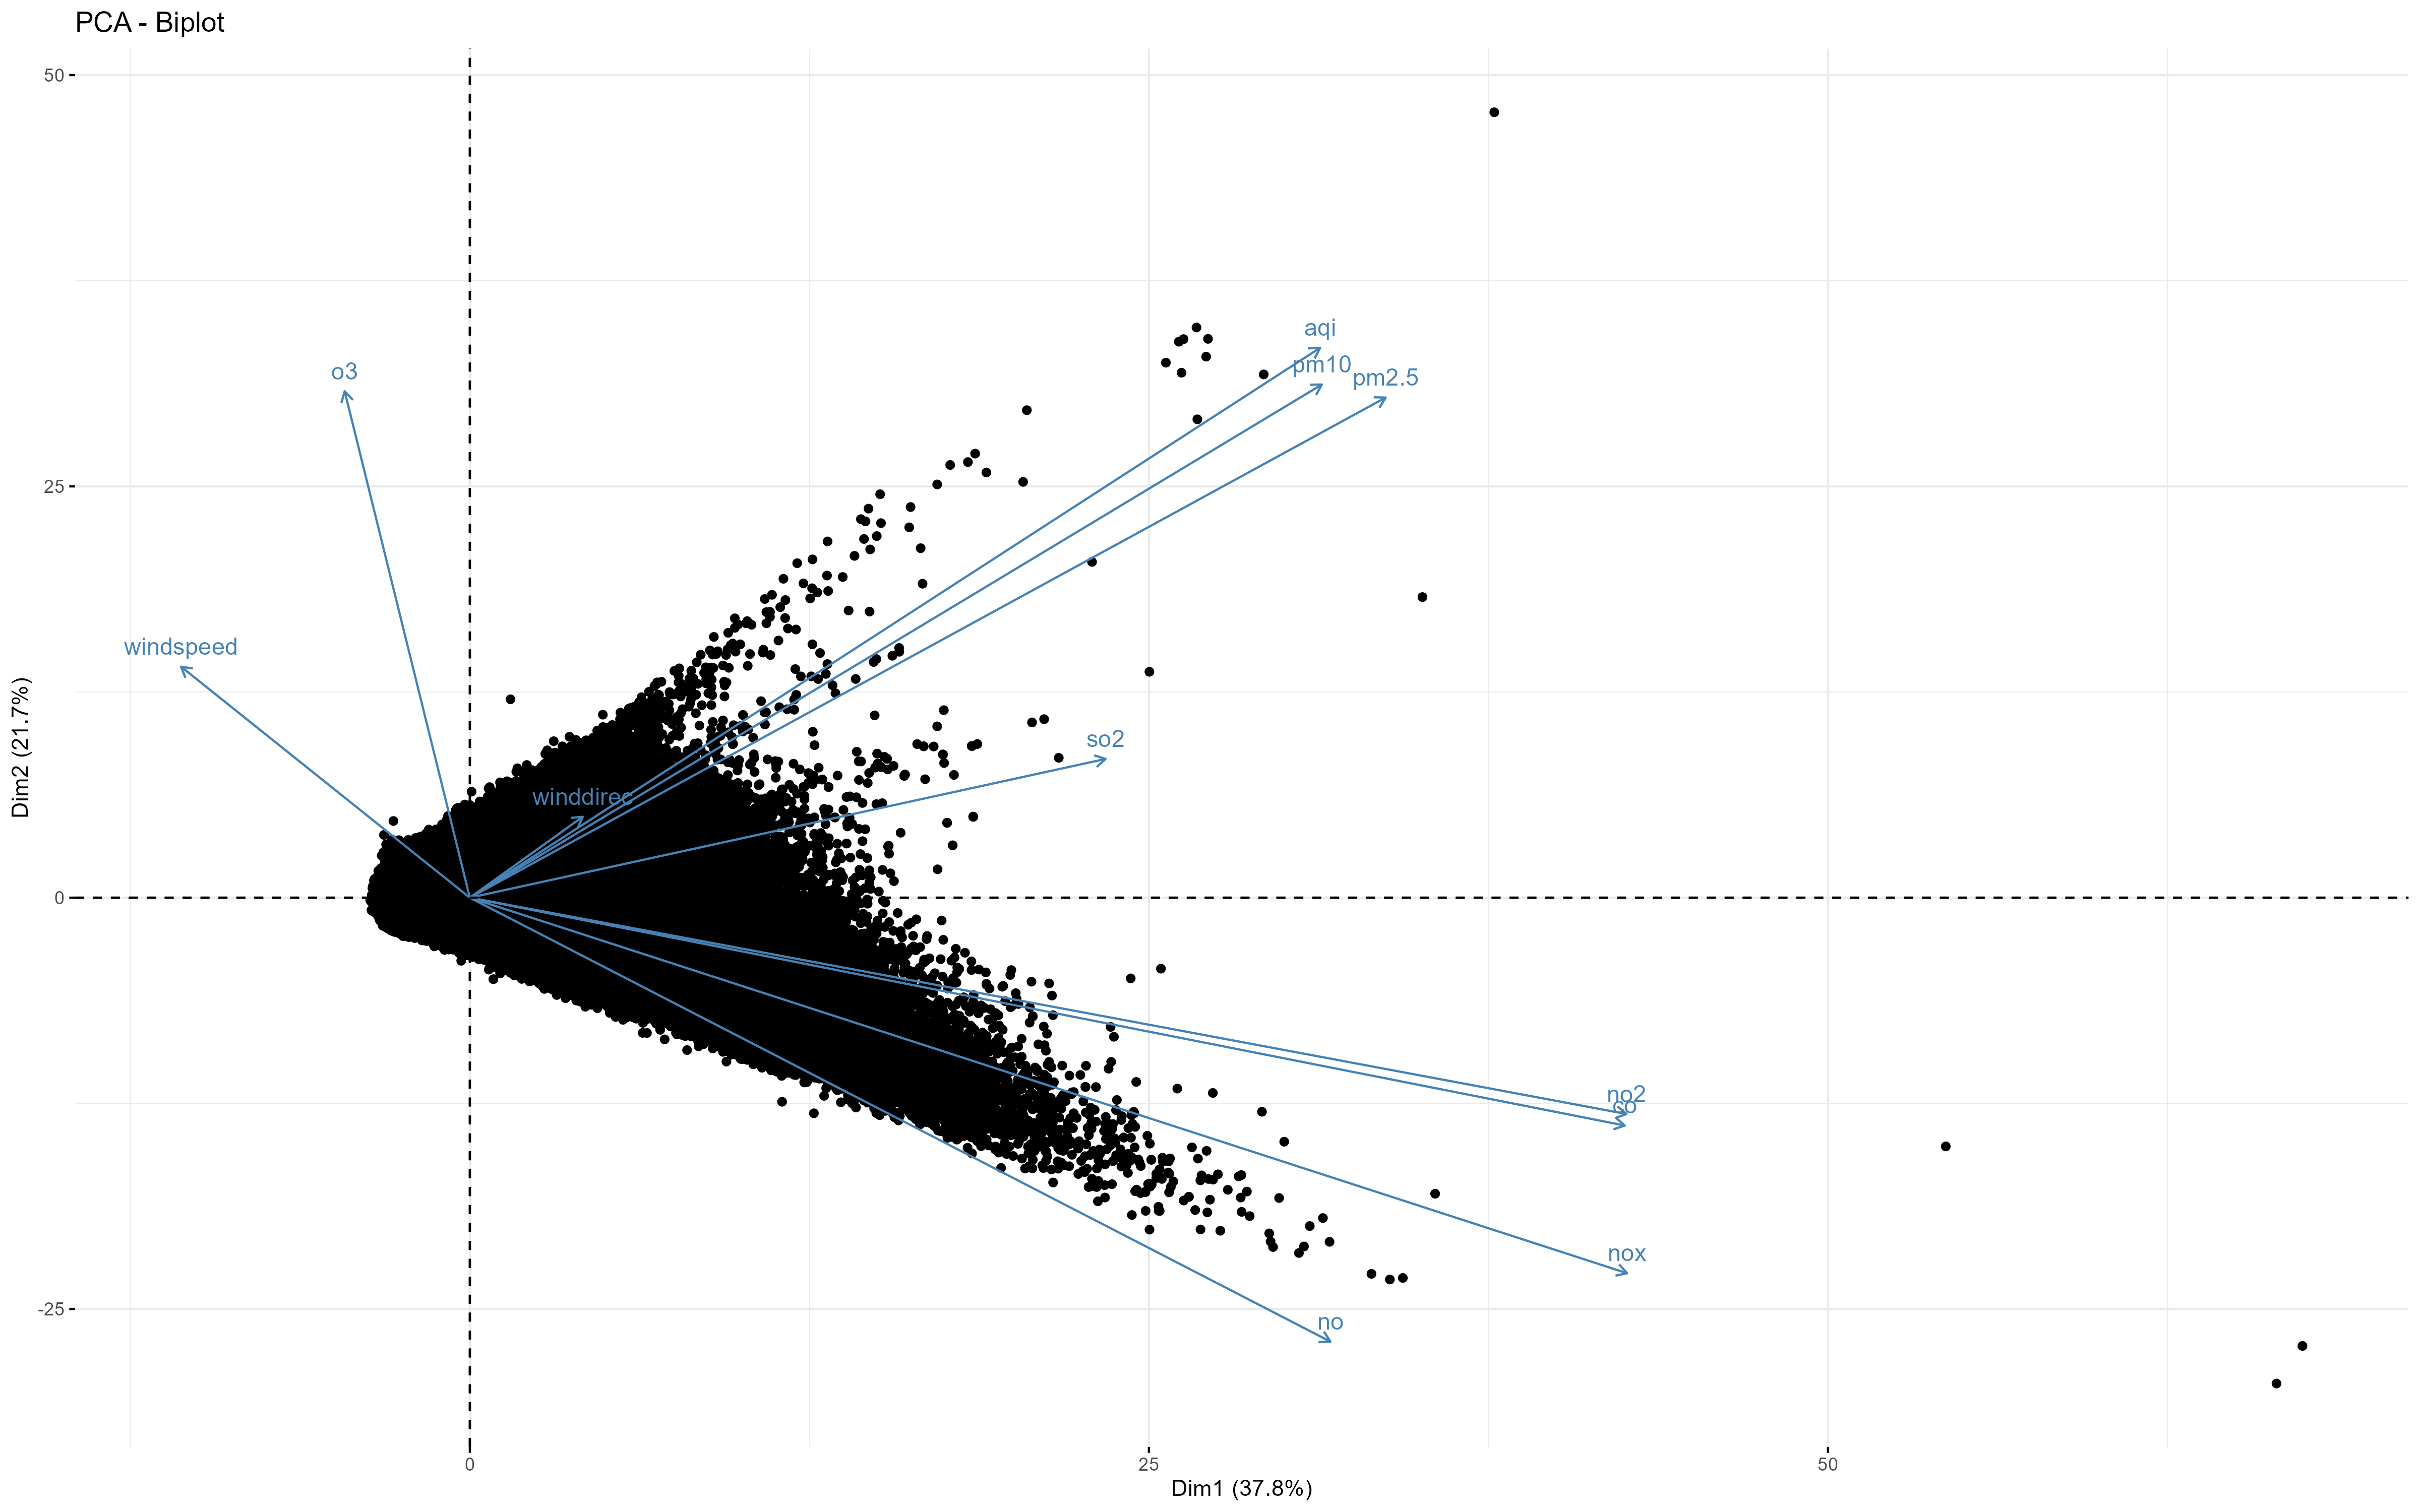 PCA - Biplot
50
aqi
pm10
pm2.5
o3
25
windspeed
so2
winddirec
Dim2 (21.7%)
0
no2
co
nox
-25
no
0
25
50
Dim1 (37.8%)